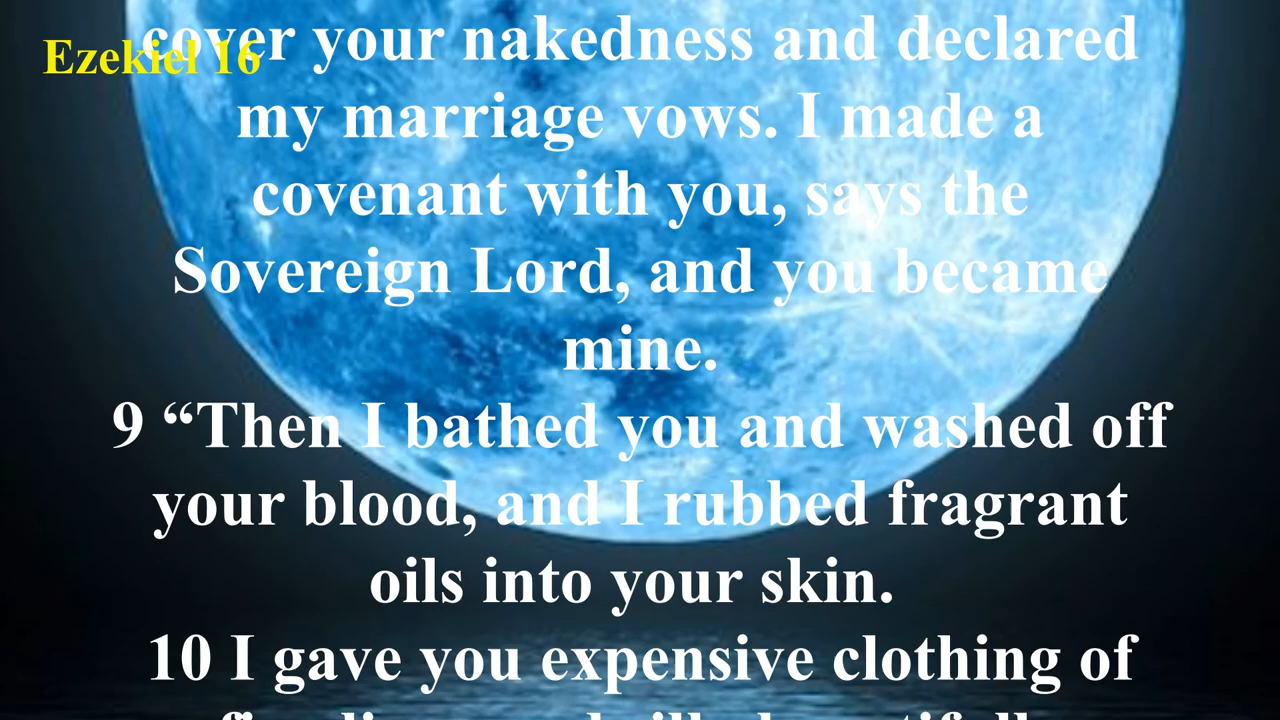 Ezekiel 16
cover your nakedness and declared
my marriage vows. I made a
covenant with you, says the
Sovereign Lord, and you became
mine.
9 “Then I bathed you and washed off
your blood, and I rubbed fragrant
oils into your skin.
10 I gave you expensive clothing of